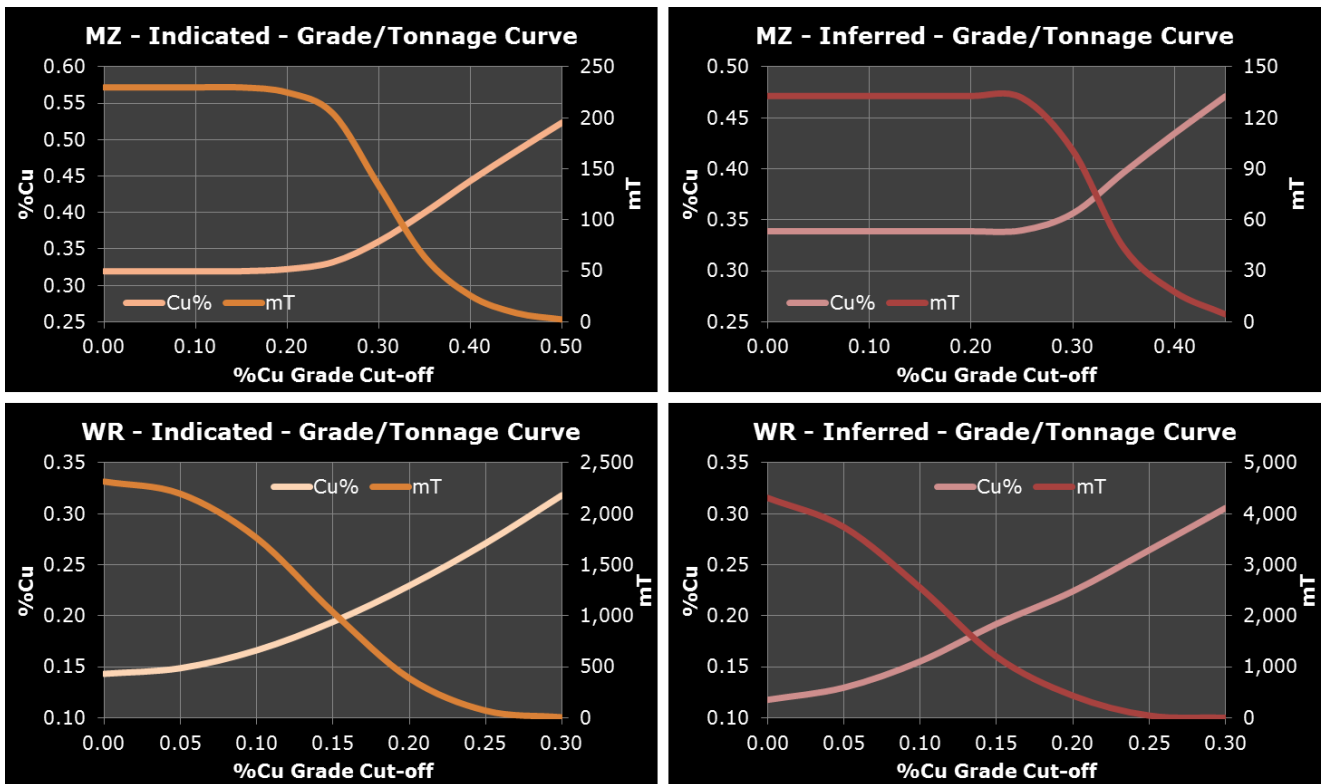 MZ - Indicated - Grade/Tonnage Curve
0.60
0.55
0.50
0.45
0.40
0.35
0.30
0.25
%Cu
250
200
150
100
50
0
mT
Cu% mT
0.00 0.10 0.20 0.30 0.40 0.50
%Cu Grade Cut-off
MZ - Inferred - Grade/Tonnage Curve
0.50
0.45
0.40
0.35
0.30
0.25
%Cu
150
120
90
60
30
0
mT
Cu% mT
0.00 0.10 0.20 0.30 0.40
%Cu Grade Cut-off
WR - Indicated - Grade/Tonnage Curve
0.35
0.30
0.25
0.20
0.15
0.10
%Cu
2,500
2,000
1,500
1,000
500
0
mT
Cu% mT
0.00 0.05 0.10 0.15 0.20 0.25 0.30
%Cu Grade Cut-off
WR - Inferred - Grade/Tonnage Curve
0.35
0.30
0.25
0.20
0.15
0.10
%Cu
5,000
4,000
3,000
2,000
1,000
0
mT
Cu% mT
0.00 0.05 0.10 0.15 0.20 0.25 0.30
%Cu Grade Cut-off